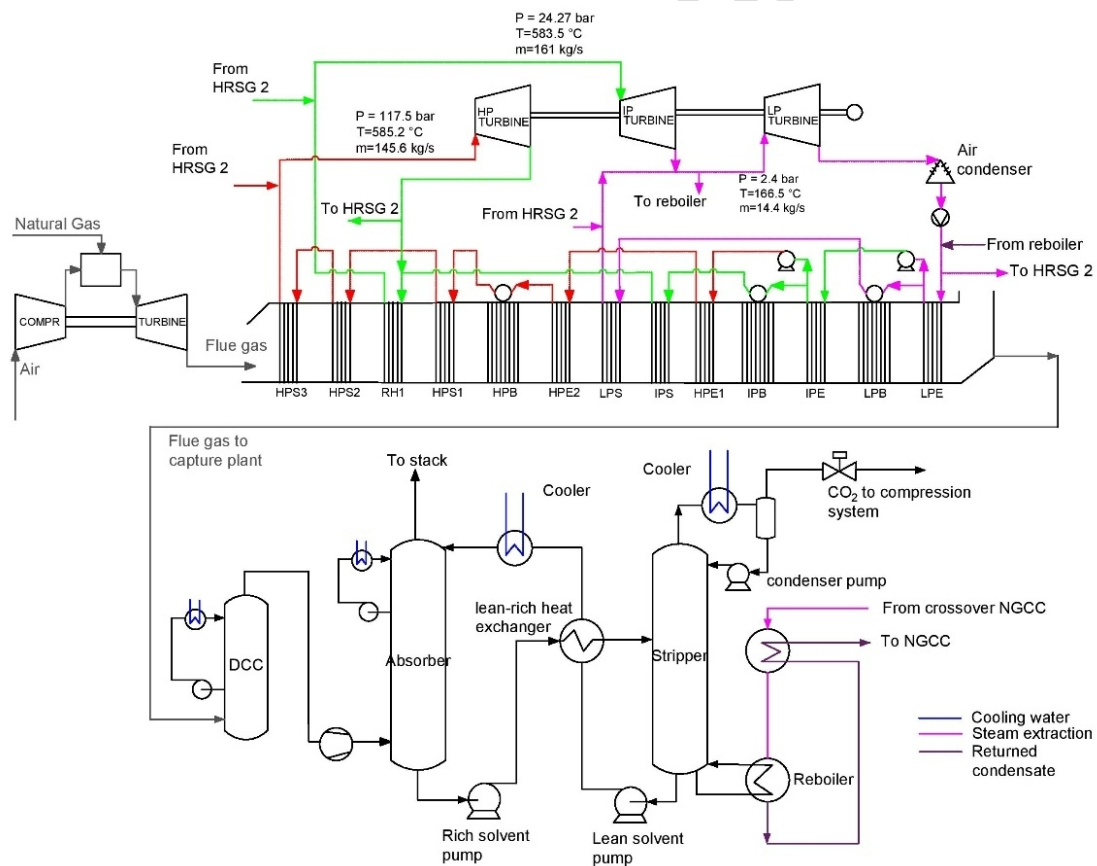 P = 24.27 bar
T=583.5 °C
m=161 kg/s
From
HRSG 2
HP
TURBINE
IP
TURBINE
LP
TURBINE
P = 117.5 bar
T=585.2 °C
m=145.6 kg/s
From
HRSG 2
Air
condenser
P = 2.4 bar
T=166.5 °C
m=14.4 kg/s
To reboiler
To HRSG 2
From HRSG 2
From reboiler
To HRSG 2
Natural Gas
COMPR
TURBINE
Flue gas
Air
HPS3
HPS2
RH1
HPS1
HPB
HPE2
LPS
IPS
HPE1
IPB
IPE
LPB
LPE
Flue gas to
capture plant
To stack
Cooler
Cooler
CO₂ to compression
system
condenser pump
lean-rich heat
exchanger
From crossover NGCC
To NGCC
DCC
Absorber
Stripper
Cooling water
Steam extraction
Returned
condensate
Reboiler
Rich solvent
pump
Lean solvent
pump